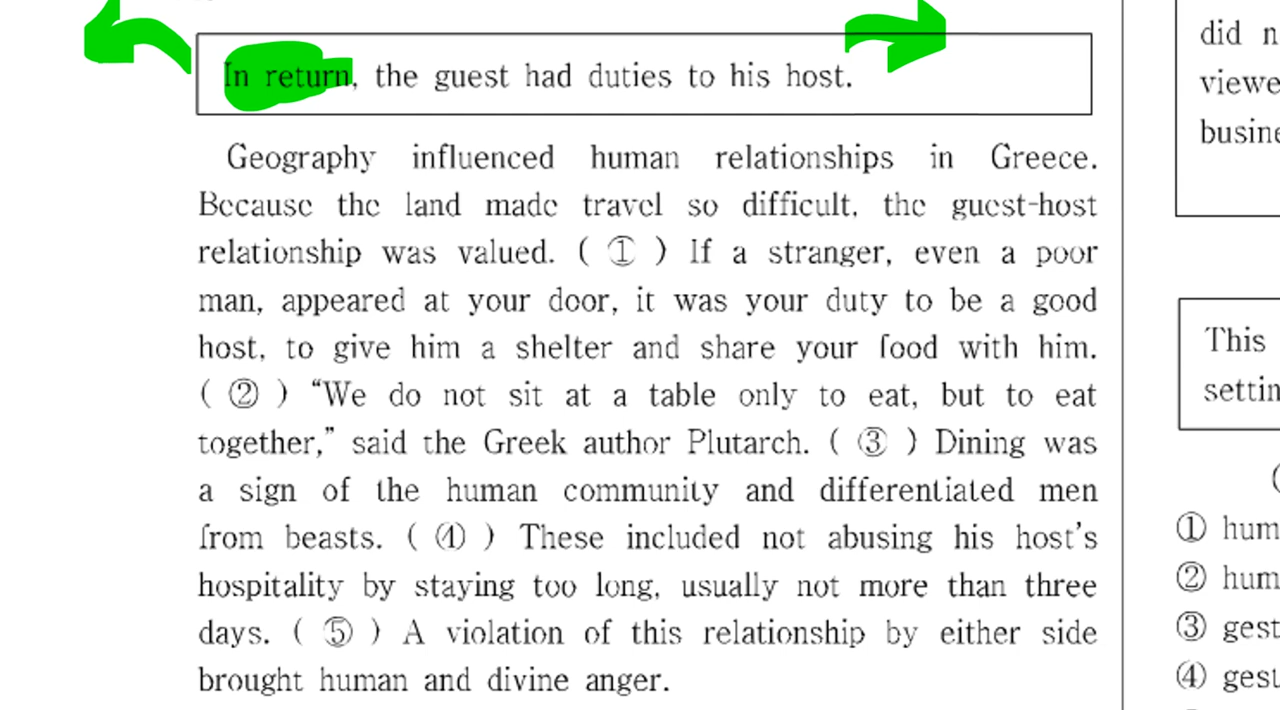 In return, the guest had duties to his host.
Geography influenced human relationships in Greece.
Because the land made travel so difficult, the guest-host
relationship was valued. ( ① ) If a stranger, even a poor
man, appeared at your door, it was your duty to be a good
host, to give him a shelter and share your food with him.
( ② ) “We do not sit at a table only to eat, but to eat
together,” said the Greek author Plutarch. ( ③ ) Dining was
a sign of the human community and differentiated men
from beasts. ( ④ ) These included not abusing his host's
hospitality by staying too long, usually not more than three
days. ( ⑤ ) A violation of this relationship by either side
brought human and divine anger.
did n
viewe
busine
This
settin
(
① hum
② hum
③ gest
④ gest